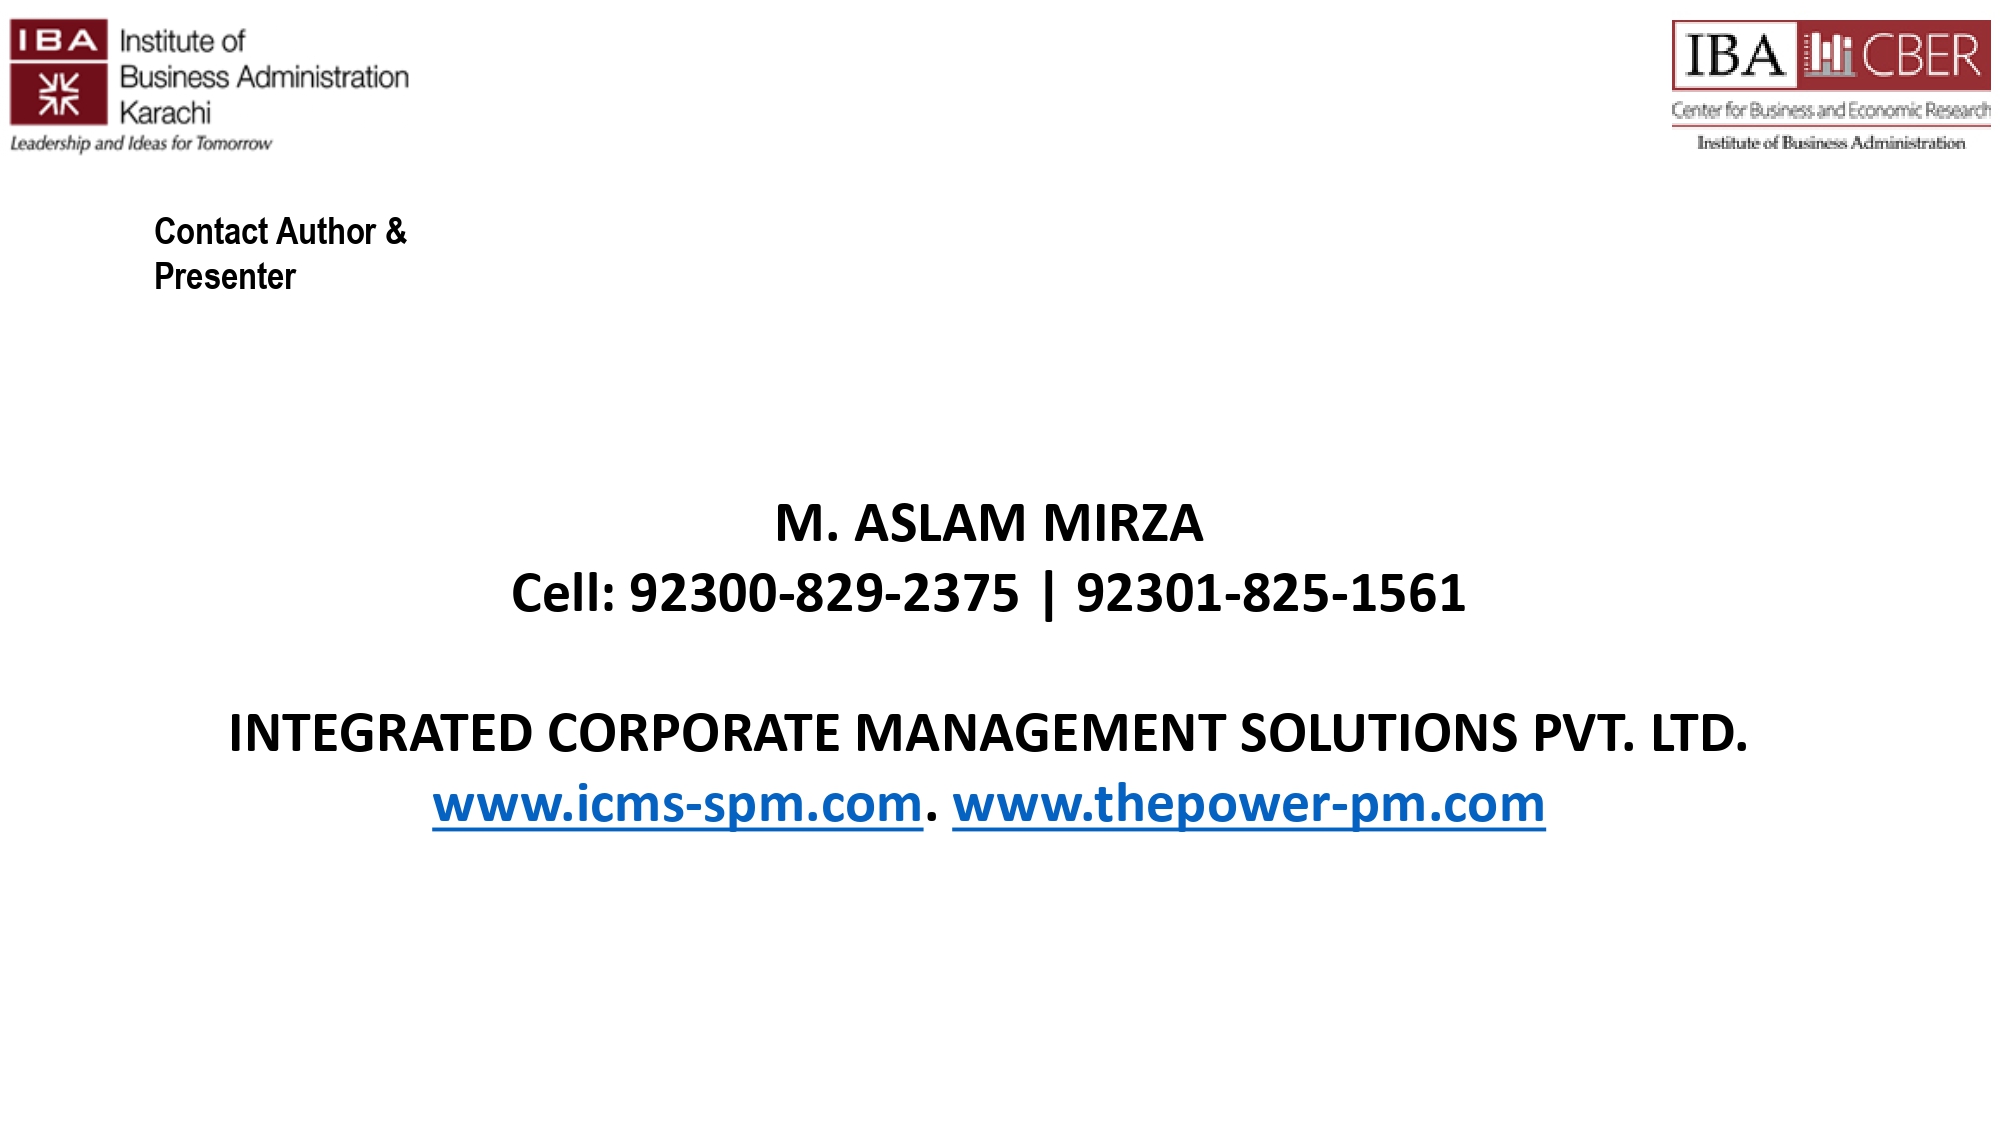 IBA
Institute of
Business Administration
Karachi
Leadership and Ideas for Tomorrow
IBA CBER
Center for Business and Economic Research
Institute of Business Administration
Contact Author &
Presenter
M. ASLAM MIRZA
Cell: 92300-829-2375 | 92301-825-1561
INTEGRATED CORPORATE MANAGEMENT SOLUTIONS PVT. LTD.
www.icms-spm.com. www.thepower-pm.com